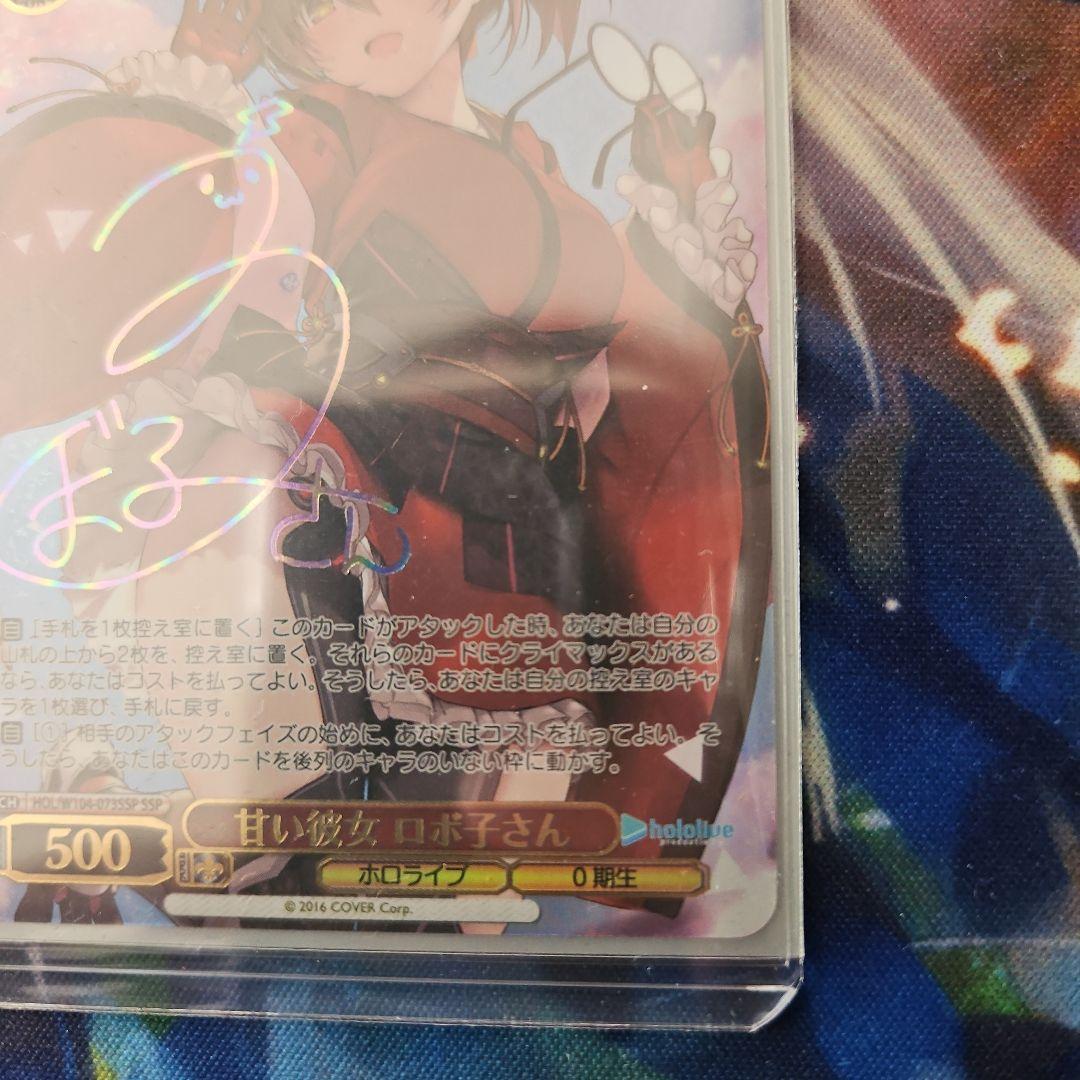 ろぼ子さん
自 [手札を1枚控え室に置く] このカードがアタックした時、あなたは自分の
山札の上から2枚を、控え室に置く。それらのカードにクライマックスがある
なら、あなたはコストを払ってよい。そうしたら、あなたは自分の控え室のキャ
ラを1枚選び、手札に戻す。
自 [①] 相手のアタックフェイズの始めに、あなたはコストを払ってよい。そ
うしたら、あなたはこのカードを後列のキャラのいない枠に動かす。
CH HOL/W104-073SSP SSP
500
甘い彼女 ロボ子さん
hololive
production
ホロライブ
0期生
© 2016 COVER Corp.